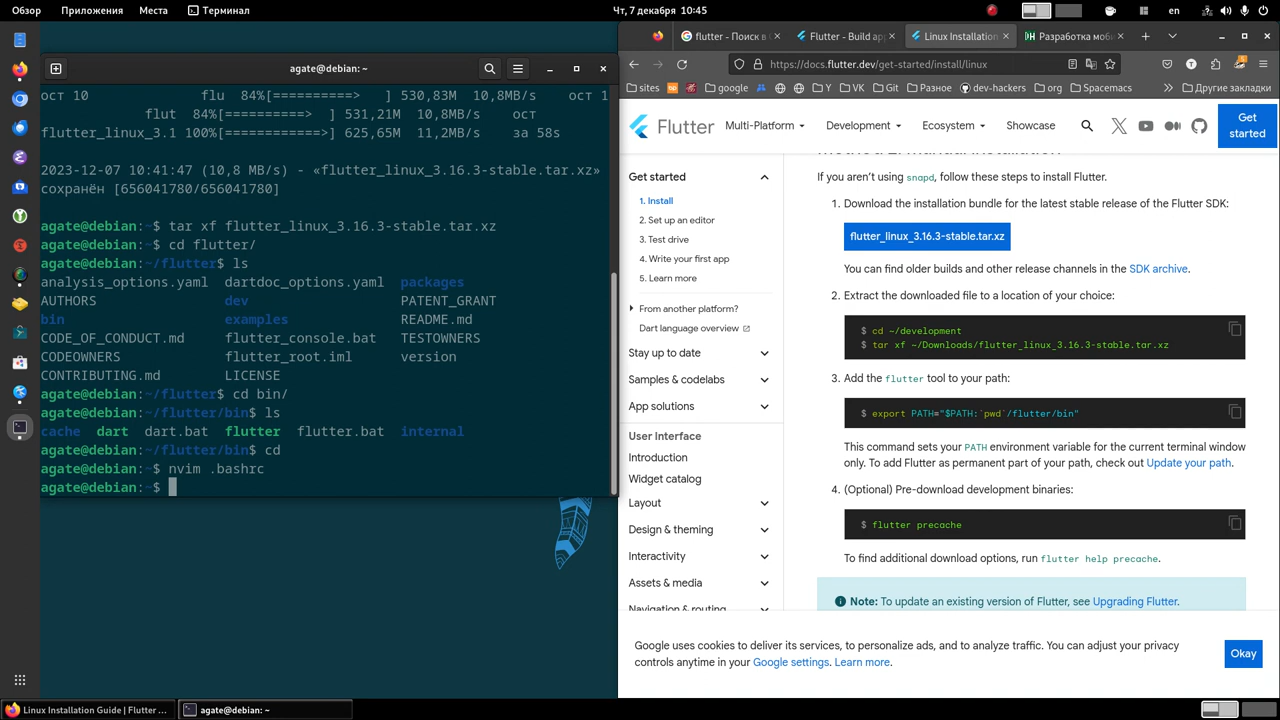 Обзор Приложения Места Терминал Чт, 7 декабря 10:45 en
agate@debian: ~
ост 10 flu 84%[==========> ] 530,83M 10,8MB/s ост 1
flut 84%[==========> ] 531,21M 10,8MB/s ост
flutter_linux_3.1 100%[============>] 625,65M 11,2MB/s за 58s
2023-12-07 10:41:47 (10,8 MB/s) - «flutter_linux_3.16.3-stable.tar.xz»
сохранён [656041780/656041780]
agate@debian:~$ tar xf flutter_linux_3.16.3-stable.tar.xz
agate@debian:~$ cd flutter/
agate@debian:~/flutter$ ls
analysis_options.yaml dartdoc_options.yaml packages
AUTHORS dev PATENT_GRANT
bin examples README.md
CODE_OF_CONDUCT.md flutter_console.bat TESTOWNERS
CODEOWNERS flutter_root.iml version
CONTRIBUTING.md LICENSE
agate@debian:~/flutter$ cd bin/
agate@debian:~/flutter/bin$ ls
cache dart dart.bat flutter flutter.bat internal
agate@debian:~/flutter/bin$ cd
agate@debian:~$ nvim .bashrc
agate@debian:~$
flutter - Поиск в G Flutter - Build app Linux Installation Разработка моби
https://docs.flutter.dev/get-started/install/linux
sites google Y VK Git Разное dev-hackers org Spacemacs Другие закладки
Flutter Multi-Platform Development Ecosystem Showcase Get started
Get started
1. Install
2. Set up an editor
3. Test drive
4. Write your first app
5. Learn more
From another platform?
Dart language overview
Stay up to date
Samples & codelabs
App solutions
User Interface
Introduction
Widget catalog
Layout
Design & theming
Interactivity
Assets & media
Navigation & routing
Method 2: Manual installation
If you aren’t using snapd, follow these steps to install Flutter.
1. Download the installation bundle for the latest stable release of the Flutter SDK:
flutter_linux_3.16.3-stable.tar.xz
You can find older builds and other release channels in the SDK archive.
2. Extract the downloaded file to a location of your choice:
$ cd ~/development
$ tar xf ~/Downloads/flutter_linux_3.16.3-stable.tar.xz
3. Add the flutter tool to your path:
$ export PATH="$PATH:`pwd`/flutter/bin"
This command sets your PATH environment variable for the current terminal window
only. To add Flutter as permanent part of your path, check out Update your path.
4. (Optional) Pre-download development binaries:
$ flutter precache
To find additional download options, run flutter help precache.
Note: To update an existing version of Flutter, see Upgrading Flutter.
Google uses cookies to deliver its services, to personalize ads, and to analyze traffic. You can adjust your privacy
controls anytime in your Google settings. Learn more.
Okay
Linux Installation Guide | Flutter ... agate@debian: ~